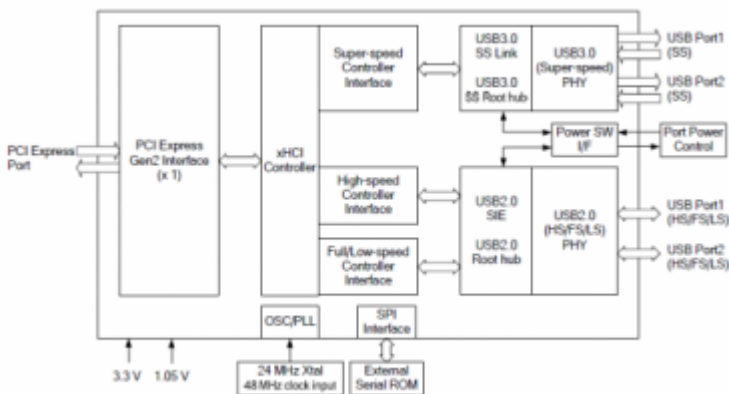 Super-speed
Controller
Interface
USB3.0
SS Link
USB3.0
SS Root hub
USB3.0
(Super-speed)
PHY
USB Port1
(SS)
USB Port2
(SS)
PCI Express
Port
PCI Express
Gen2 Interface
(x 1)
xHCI
Controller
Power SW
I/F
Port Power
Control
High-speed
Controller
Interface
USB2.0
SIE
USB2.0
Root hub
USB2.0
(HS/FS/LS)
PHY
USB Port1
(HS/FS/LS)
USB Port2
(HS/FS/LS)
Full/Low-speed
Controller
Interface
OSC/PLL
SPI
Interface
3.3 V
1.05 V
24 MHz Xtal
48 MHz clock input
External
Serial ROM